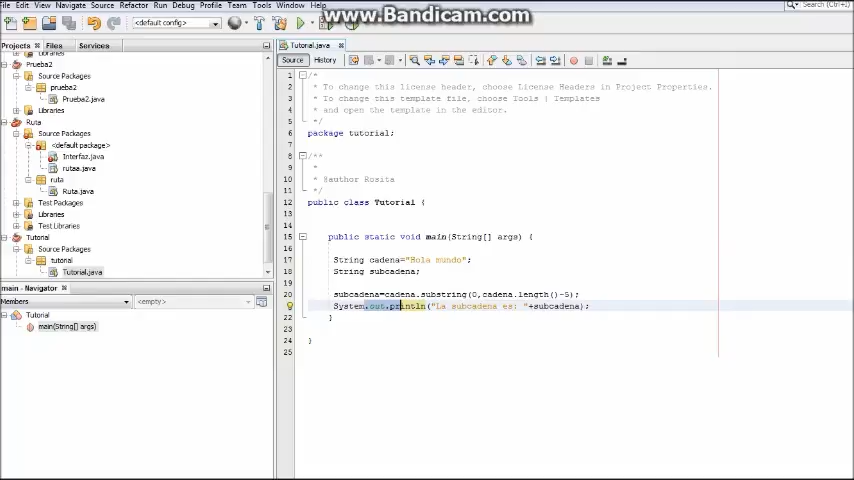 www.Bandicam.com
File Edit View Navigate Source Refactor Run Debug Profile Team Tools Window Help
Search (Ctrl+I)
<default config>
Projects Files Services
Tutorial.java
Source History
Libraries
Prueba2
Source Packages
prueba2
Prueba2.java
Libraries
Ruta
Source Packages
<default package>
Interfaz.java
rutaa.java
ruta
Ruta.java
Test Packages
Libraries
Test Libraries
Tutorial
Source Packages
tutorial
Tutorial.java
main - Navigator
Members <empty>
Tutorial
main(String[] args)
1 /*
2 * To change this license header, choose License Headers in Project Properties.
3 * To change this template file, choose Tools | Templates
4 * and open the template in the editor.
5 */
6 package tutorial;
7
8 /**
9 *
10 * @author Rosita
11 */
12 public class Tutorial {
13
14
15 public static void main(String[] args) {
16
17 String cadena="Hola mundo";
18 String subcadena;
19
20 subcadena=cadena.substring(0,cadena.length()-5);
System.out.println("La subcadena es: "+subcadena);
22 }
23
24 }
25